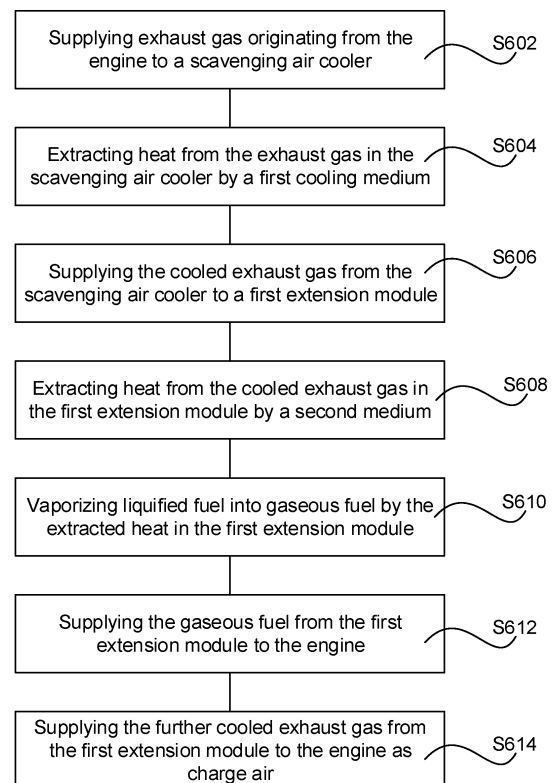 Supplying exhaust gas originating from the
engine to a scavenging air cooler
S602
Extracting heat from the exhaust gas in the
scavenging air cooler by a first cooling medium
S604
Supplying the cooled exhaust gas from the
scavenging air cooler to a first extension module
S606
Extracting heat from the cooled exhaust gas in
the first extension module by a second medium
S608
Vaporizing liquified fuel into gaseous fuel by the
extracted heat in the first extension module
S610
Supplying the gaseous fuel from the first
extension module to the engine
S612
Supplying the further cooled exhaust gas from
the first extension module to the engine as
charge air
S614